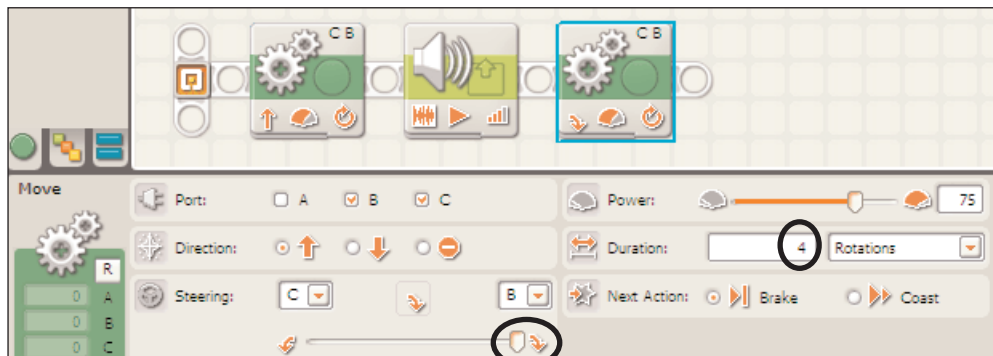 C B
C B
Move
Port: A B C
Power: 75
Direction:
Duration: 4 Rotations
R
0 A
Steering: C B
Next Action: Brake Coast
0 B
0 C